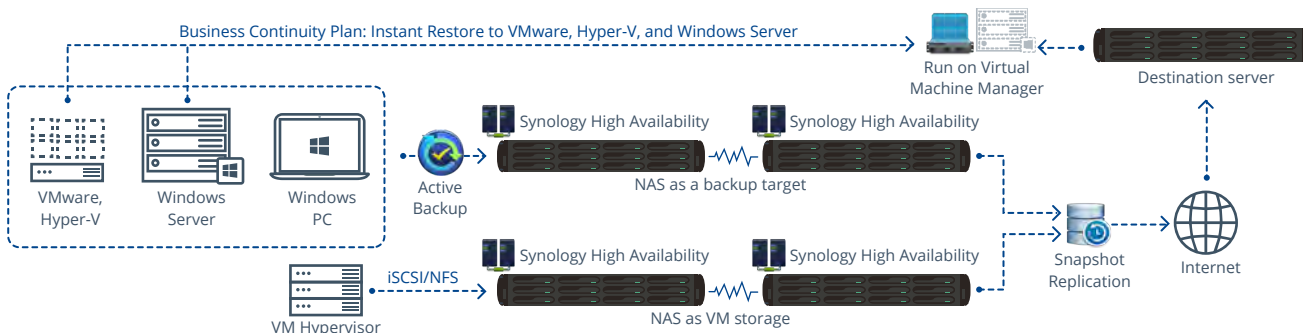 Business Continuity Plan: Instant Restore to VMware, Hyper-V, and Windows Server
Run on Virtual
Machine Manager
Destination server
VMware,
Hyper-V
Windows
Server
Windows
PC
Active
Backup
Synology High Availability
Synology High Availability
NAS as a backup target
VM Hypervisor
iSCSI/NFS
Synology High Availability
Synology High Availability
NAS as VM storage
Snapshot
Replication
Internet